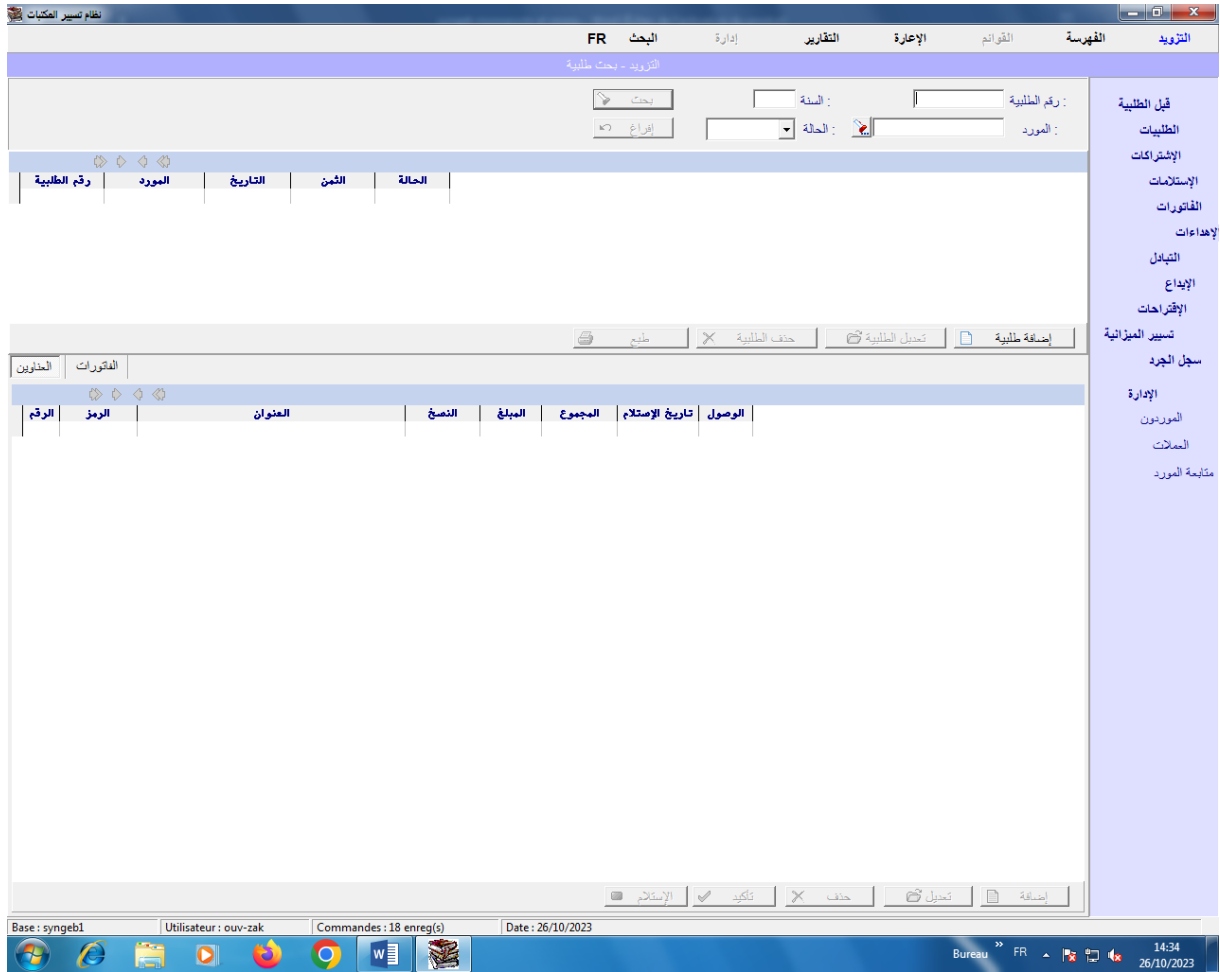 نظام تسيير المكتبات
التزويد الفهرسة القوائم الإعارة التقارير إدارة البحث FR
التزويد - بحث طلبية
رقم الطلبية : السنة : بحث
المورد : الحالة : إفراغ
رقم الطلبية المورد التاريخ الثمن الحالة
إضافة طلبية تعديل الطلبية حذف الطلبية طبع
العناوين الفاتورات
الرقم الرمز العنوان النسخ المبلغ المجموع تاريخ الإستلام الوصول
إضافة تعديل حذف تأكيد الإستلام
قبل الطلبية
الطلبيات
الإشتراكات
الإستلامات
الفاتورات
الإهداءات
التبادل
الإيداع
الإقتراحات
تسيير الميزانية
سجل الجرد
الإدارة
الموردون
العملات
متابعة المورد
Base : syngeb1 Utilisateur : ouv-zak Commandes : 18 enreg(s) Date : 26/10/2023
Bureau » FR 14:34
26/10/2023